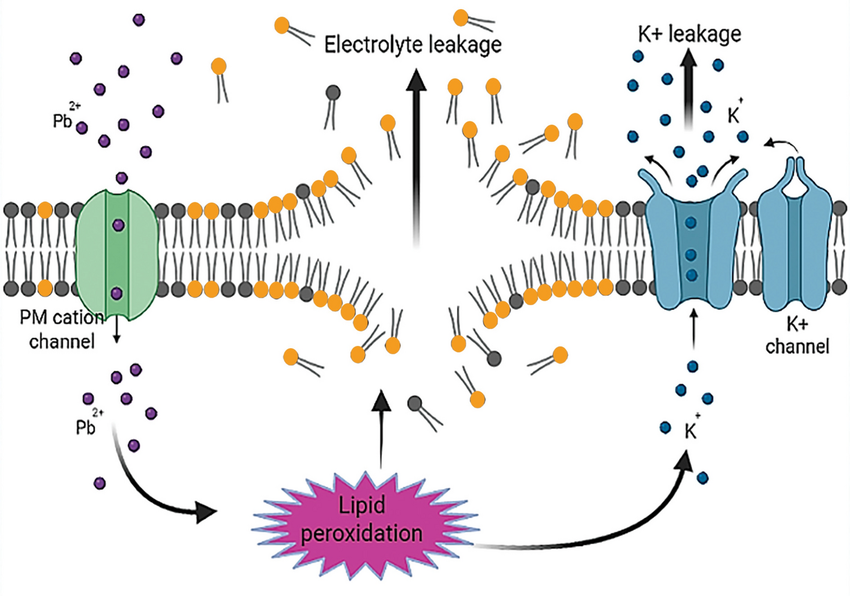 Electrolyte leakage
K+ leakage
Pb2+
K+
PM cation
channel
K+
channel
Pb2+
K+
Lipid
peroxidation